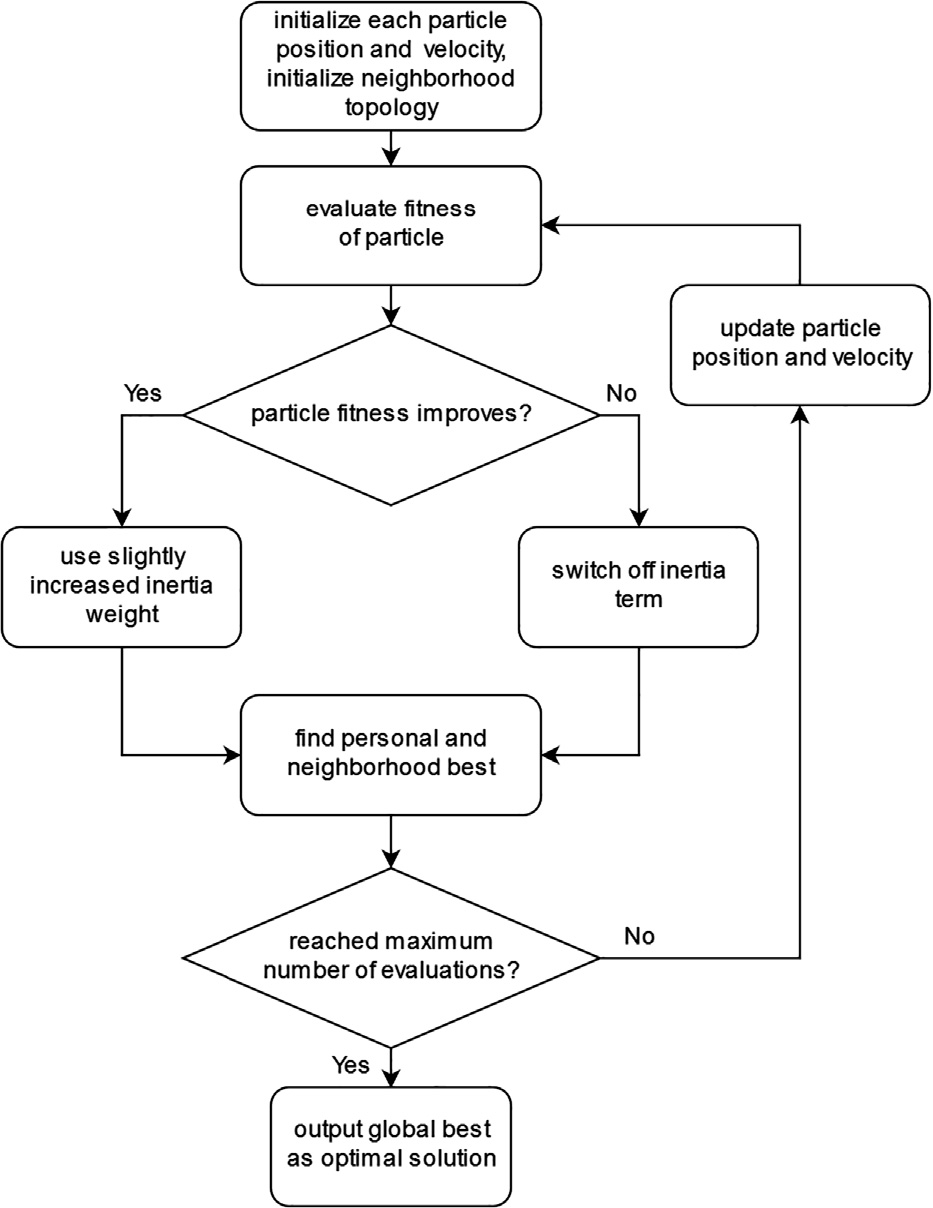 initialize each particle
position and velocity,
initialize neighborhood
topology
evaluate fitness
of particle
update particle
position and velocity
Yes
particle fitness improves?
No
use slightly
increased inertia
weight
switch off inertia
term
find personal and
neighborhood best
reached maximum
number of evaluations?
No
Yes
output global best
as optimal solution